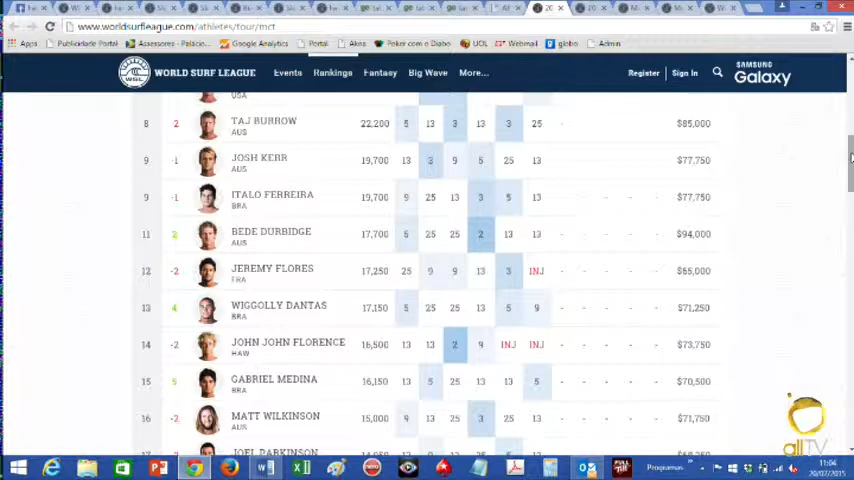 www.worldsurfleague.com/athletes/tour/mct
Apps Publicidade Portal Assessores - Palácio... Google Analytics Portal Akna Poker com o Diabo UOL Webmail globo Admin
WORLD SURF LEAGUE Events Rankings Fantasy Big Wave More... Register Sign In SAMSUNG Galaxy
WSL
USA
8 2 TAJ BURROW 22,200 5 13 3 13 3 25 - $85,000
AUS
9 -1 JOSH KERR 19,700 13 3 9 5 25 13 $77,750
AUS
9 -1 ITALO FERREIRA 19,700 9 25 13 3 5 13 - - - - - $77,750
BRA
11 2 BEDE DURBIDGE 17,700 5 25 25 2 13 13 - - - - - $94,000
AUS
12 -2 JEREMY FLORES 17,250 25 9 9 13 3 INJ - - - - - $65,000
FRA
13 4 WIGGOLLY DANTAS 17,150 5 25 25 13 5 9 - - - - - $71,250
BRA
14 -2 JOHN JOHN FLORENCE 16,500 13 13 2 9 INJ INJ - - - - - $73,750
HAW
15 5 GABRIEL MEDINA 16,150 13 5 25 13 13 5 - - - - - $70,500
BRA
16 -2 MATT WILKINSON 15,000 9 13 25 3 25 13 - - - - - $71,750
AUS
JOEL PARKINSON
allTV
Programas
11:04
20/07/2015